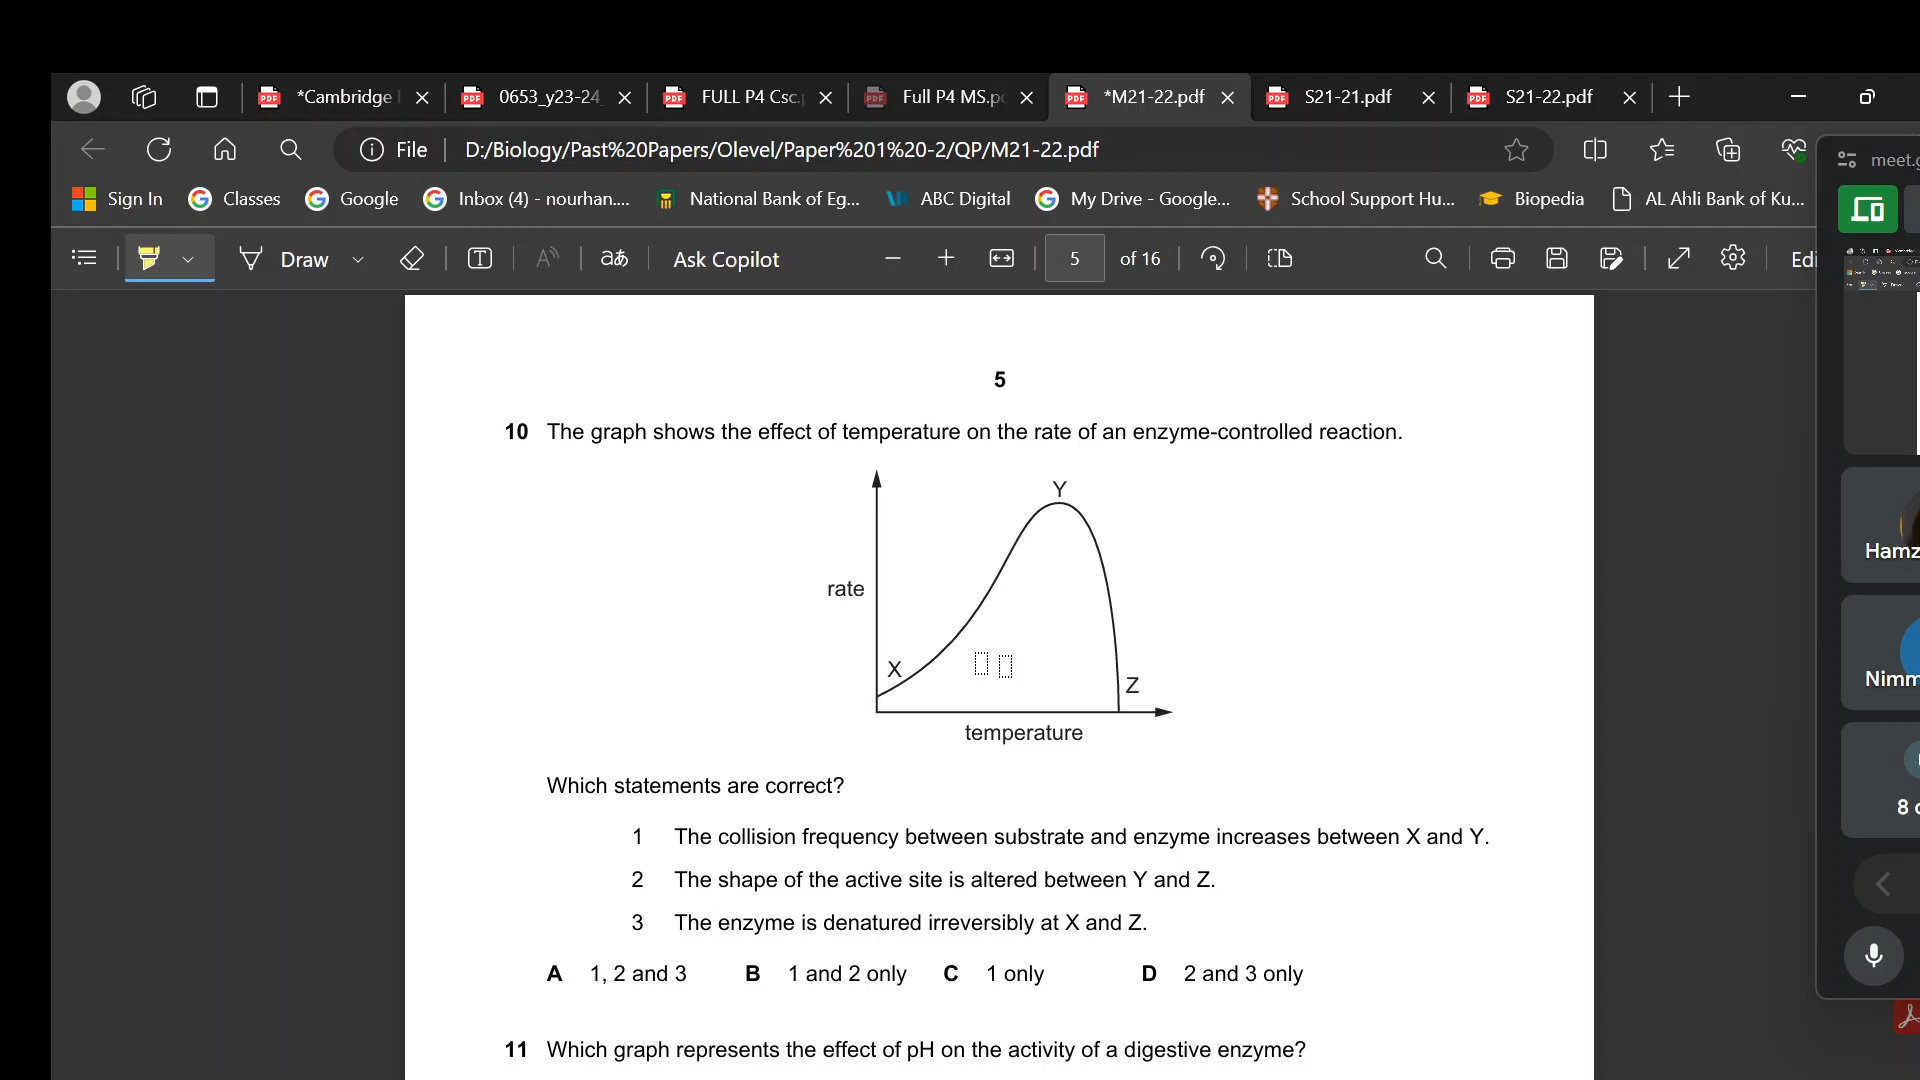 *Cambridge
0653_y23-24
FULL P4 Csc.
Full P4 MS.p
*M21-22.pdf
S21-21.pdf
S21-22.pdf
File
D:/Biology/Past%20Papers/Olevel/Paper%201%20-2/QP/M21-22.pdf
meet.g
Sign In
Classes
Google
Inbox (4) - nourhan....
National Bank of Eg...
ABC Digital
My Drive - Google...
School Support Hu...
Biopedia
AL Ahli Bank of Ku...
Draw
aあ
Ask Copilot
5
of 16
Edi
5
10 The graph shows the effect of temperature on the rate of an enzyme-controlled reaction.
Y
rate
X
Z
temperature
Which statements are correct?
1 The collision frequency between substrate and enzyme increases between X and Y.
2 The shape of the active site is altered between Y and Z.
3 The enzyme is denatured irreversibly at X and Z.
A 1, 2 and 3 B 1 and 2 only C 1 only D 2 and 3 only
11 Which graph represents the effect of pH on the activity of a digestive enzyme?
Hamz
Nimm
8 o